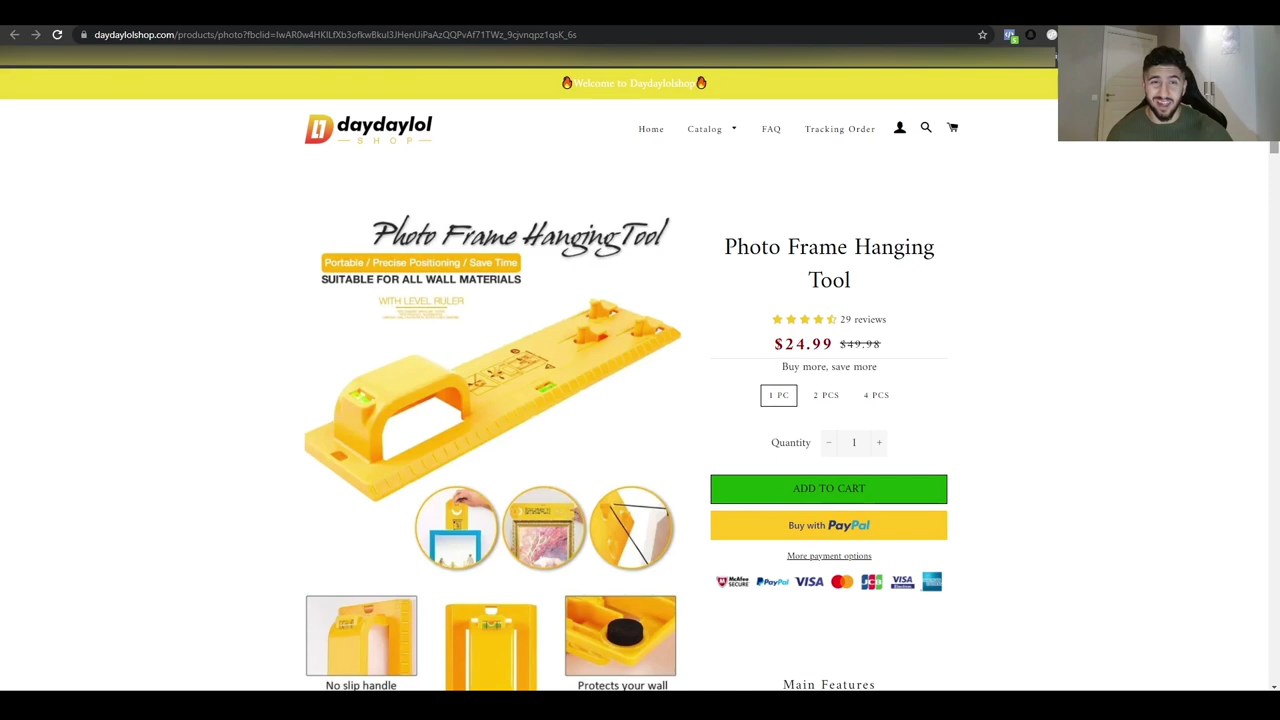 daydaylolshop.com/products/photo?fbclid=IwAR0w4HKILfXb3ofkwBkuI3JHenUiPaAzQQPvAf71TWz_9cjvnqpz1qsK_6s
🔥Welcome to Daydaylolshop🔥
daydaylol
SHOP
Home Catalog FAQ Tracking Order
Photo Frame Hanging Tool
Portable / Precise Positioning / Save Time
SUITABLE FOR ALL WALL MATERIALS
WITH LEVEL RULER
No slip handle
Protects your wall
Photo Frame Hanging
Tool
29 reviews
$24.99 $49.98
Buy more, save more
1 PC 2 PCS 4 PCS
Quantity − 1 +
ADD TO CART
Buy with PayPal
More payment options
McAfee SECURE PayPal VISA JCB VISA Electron
Main Features